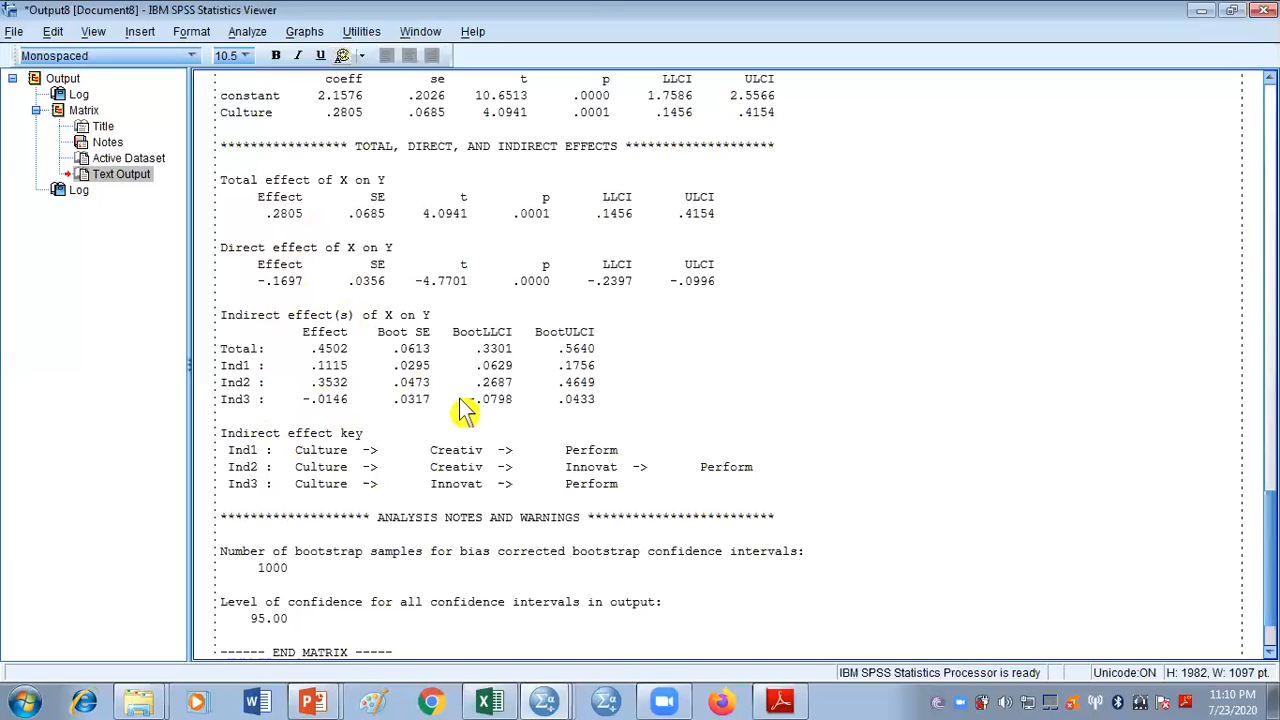 *Output8 [Document8] - IBM SPSS Statistics Viewer
File Edit View Insert Format Analyze Graphs Utilities Window Help
Monospaced 10.5 B I U
Output
Log
Matrix
Title
Notes
Active Dataset
Text Output
Log
coeff se t p LLCI ULCI
constant 2.1576 .2026 10.6513 .0000 1.7586 2.5566
Culture .2805 .0685 4.0941 .0001 .1456 .4154
***************** TOTAL, DIRECT, AND INDIRECT EFFECTS ********************
Total effect of X on Y
Effect SE t p LLCI ULCI
.2805 .0685 4.0941 .0001 .1456 .4154
Direct effect of X on Y
Effect SE t p LLCI ULCI
-.1697 .0356 -4.7701 .0000 -.2397 -.0996
Indirect effect(s) of X on Y
Effect Boot SE BootLLCI BootULCI
Total: .4502 .0613 .3301 .5640
Ind1 : .1115 .0295 .0629 .1756
Ind2 : .3532 .0473 .2687 .4649
Ind3 : -.0146 .0317 -.0798 .0433
Indirect effect key
Ind1 : Culture -> Creativ -> Perform
Ind2 : Culture -> Creativ -> Innovat -> Perform
Ind3 : Culture -> Innovat -> Perform
******************** ANALYSIS NOTES AND WARNINGS *************************
Number of bootstrap samples for bias corrected bootstrap confidence intervals:
1000
Level of confidence for all confidence intervals in output:
95.00
------ END MATRIX -----
IBM SPSS Statistics Processor is ready Unicode:ON H: 1982, W: 1097 pt.
11:10 PM
7/23/2020